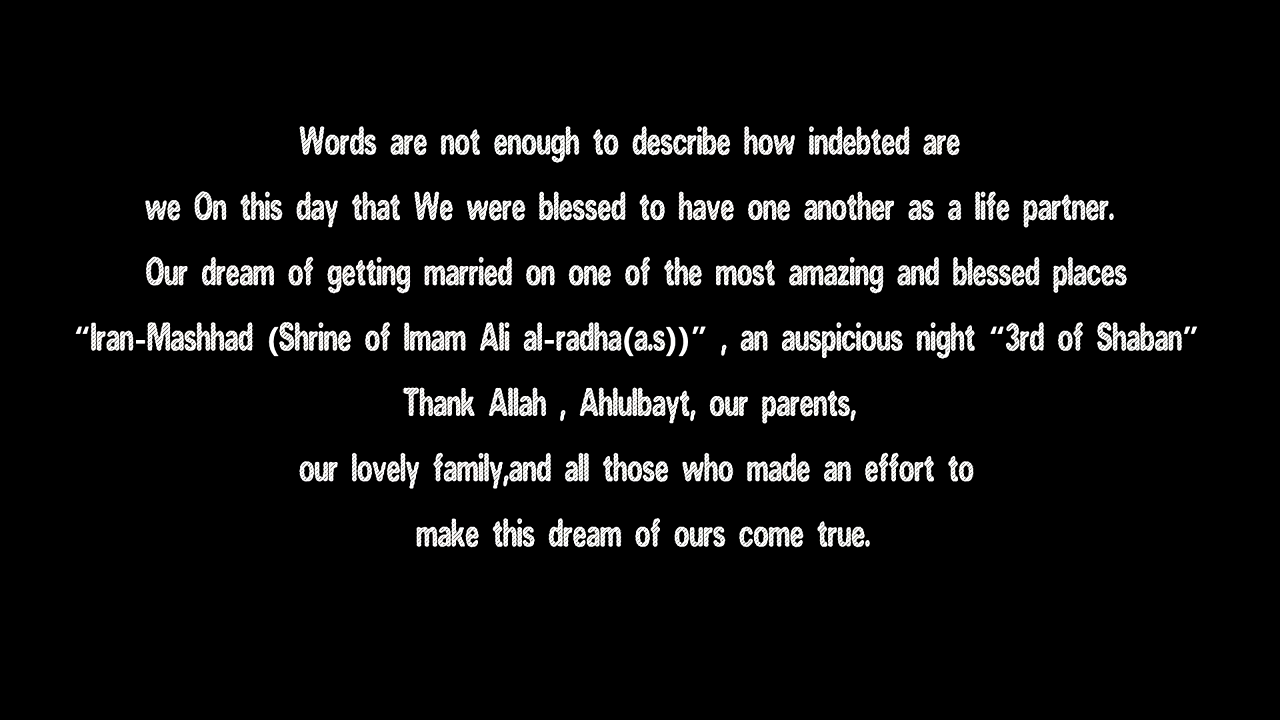 Words are not enough to describe how indebted are
we On this day that We were blessed to have one another as a life partner.
Our dream of getting married on one of the most amazing and blessed places
“Iran-Mashhad (Shrine of Imam Ali al-radha(a.s))” , an auspicious night “3rd of Shaban”
Thank Allah , Ahlulbayt, our parents,
our lovely family,and all those who made an effort to
make this dream of ours come true.